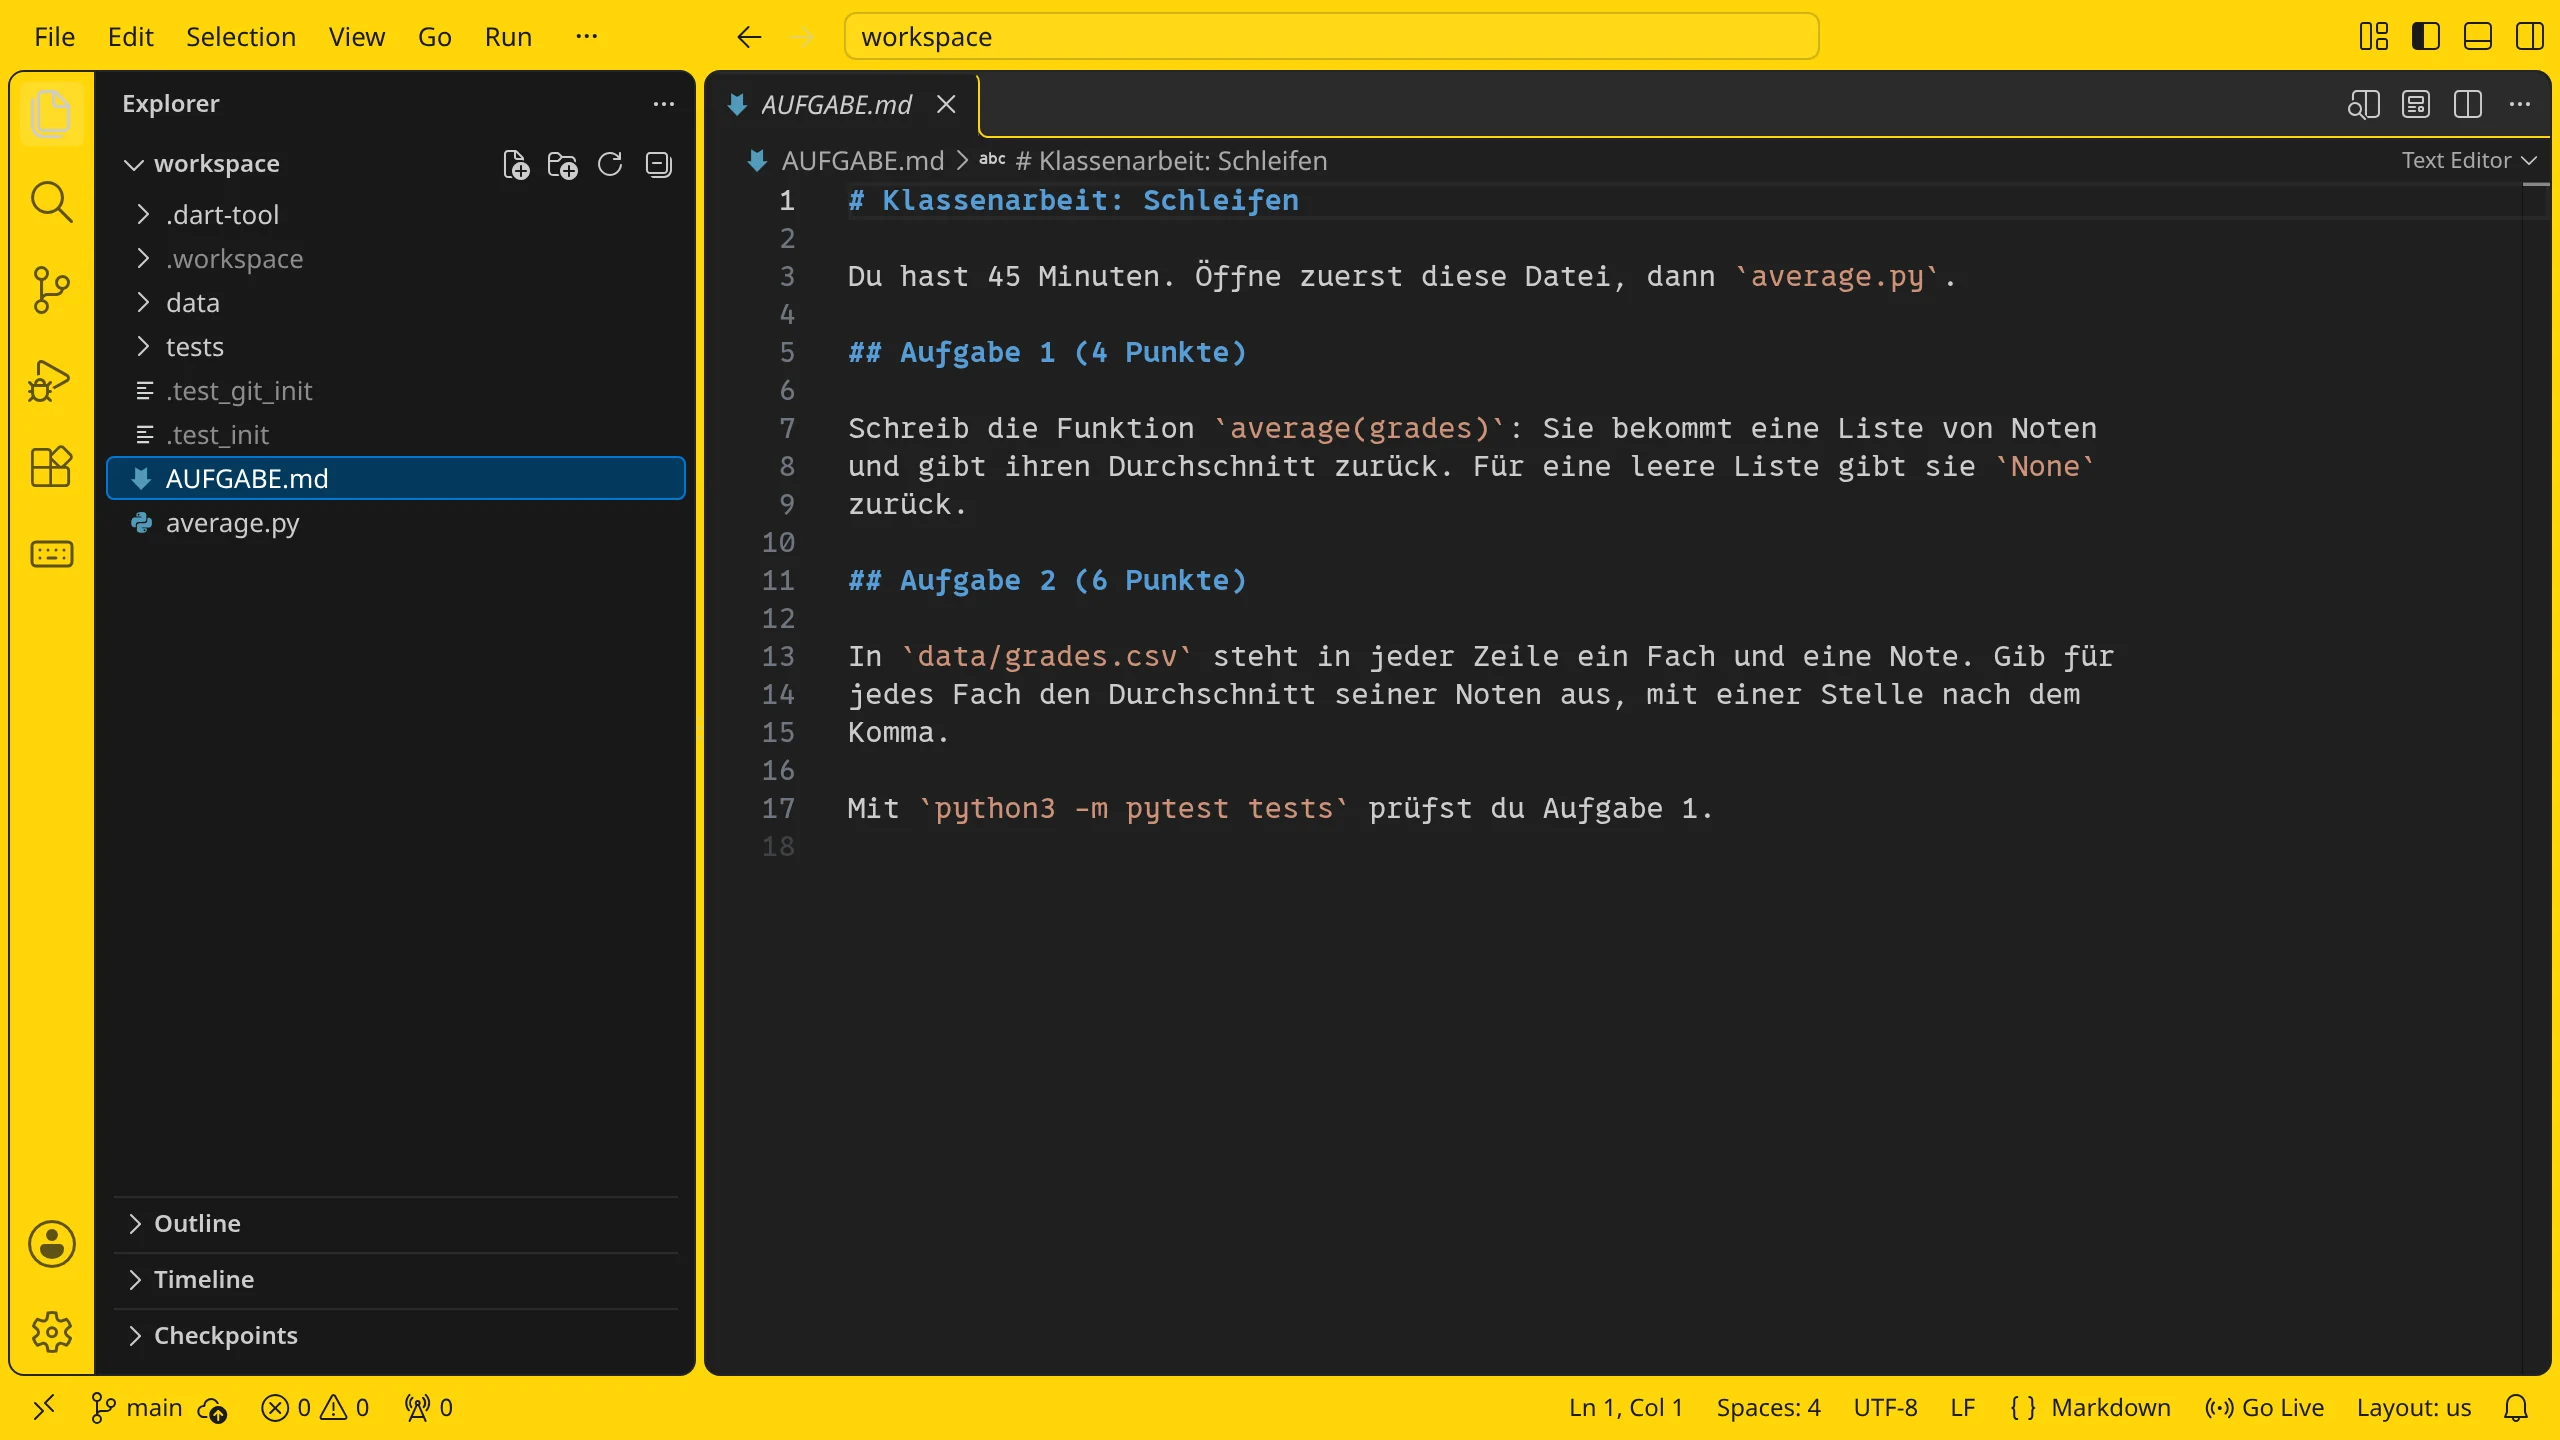 File Edit Selection View Go Run ···
workspace
Explorer
workspace
.dart-tool
.workspace
data
tests
.test_git_init
.test_init
AUFGABE.md
average.py
Outline
Timeline
Checkpoints
AUFGABE.md
AUFGABE.md > abc # Klassenarbeit: Schleifen
Text Editor
1 # Klassenarbeit: Schleifen
2
3 Du hast 45 Minuten. Öffne zuerst diese Datei, dann `average.py`.
4
5 ## Aufgabe 1 (4 Punkte)
6
7 Schreib die Funktion `average(grades)`: Sie bekommt eine Liste von Noten
8 und gibt ihren Durchschnitt zurück. Für eine leere Liste gibt sie `None`
9 zurück.
10
11 ## Aufgabe 2 (6 Punkte)
12
13 In `data/grades.csv` steht in jeder Zeile ein Fach und eine Note. Gib für
14 jedes Fach den Durchschnitt seiner Noten aus, mit einer Stelle nach dem
15 Komma.
16
17 Mit `python3 -m pytest tests` prüfst du Aufgabe 1.
18
main 0 0 0
Ln 1, Col 1 Spaces: 4 UTF-8 LF { } Markdown Go Live Layout: us